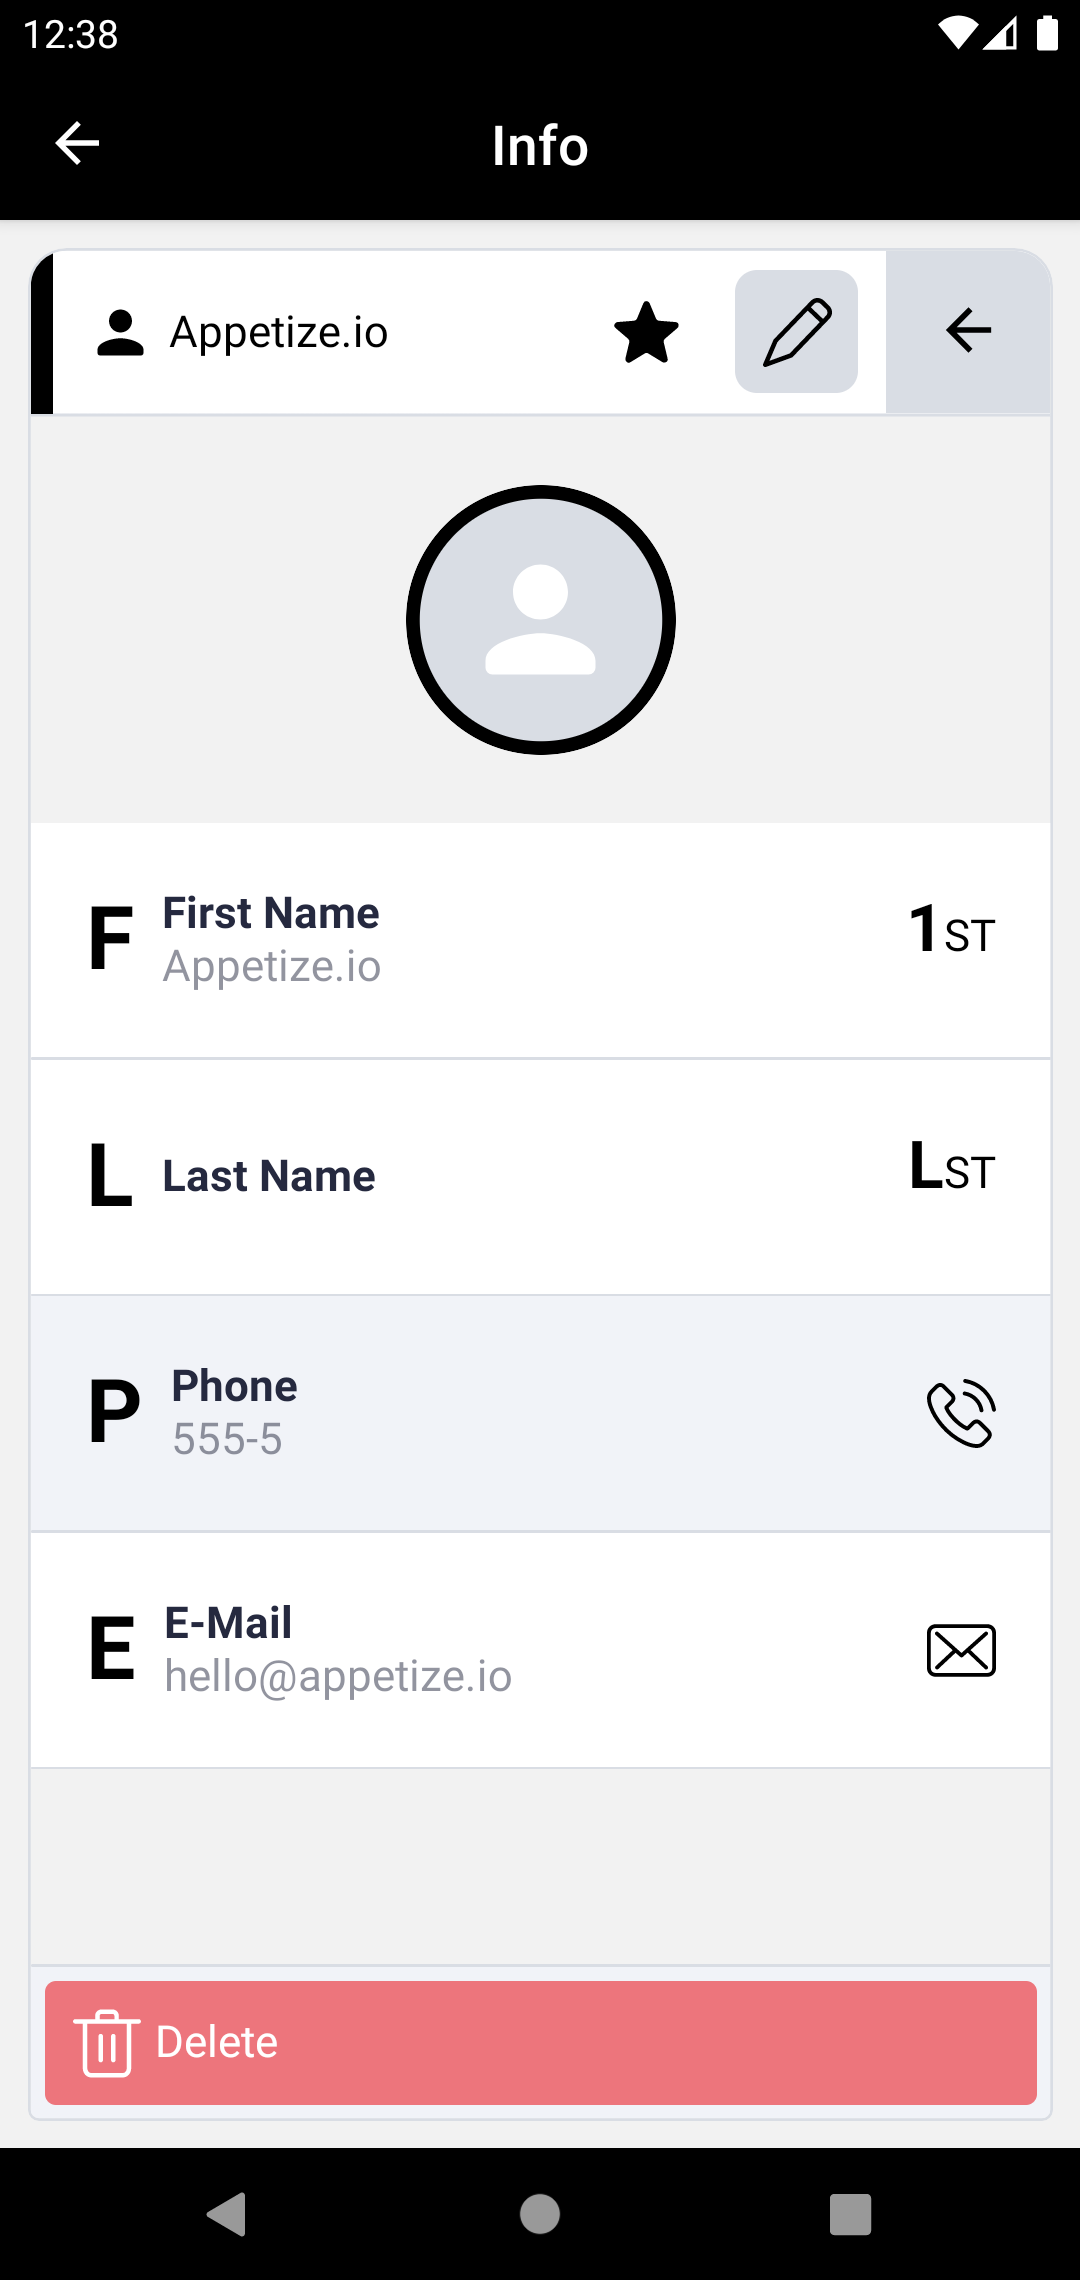 12:38
Info
Appetize.io
F
First Name
Appetize.io
1ST
L
Last Name
LST
P
Phone
555-5
E
E-Mail
hello@appetize.io
Delete